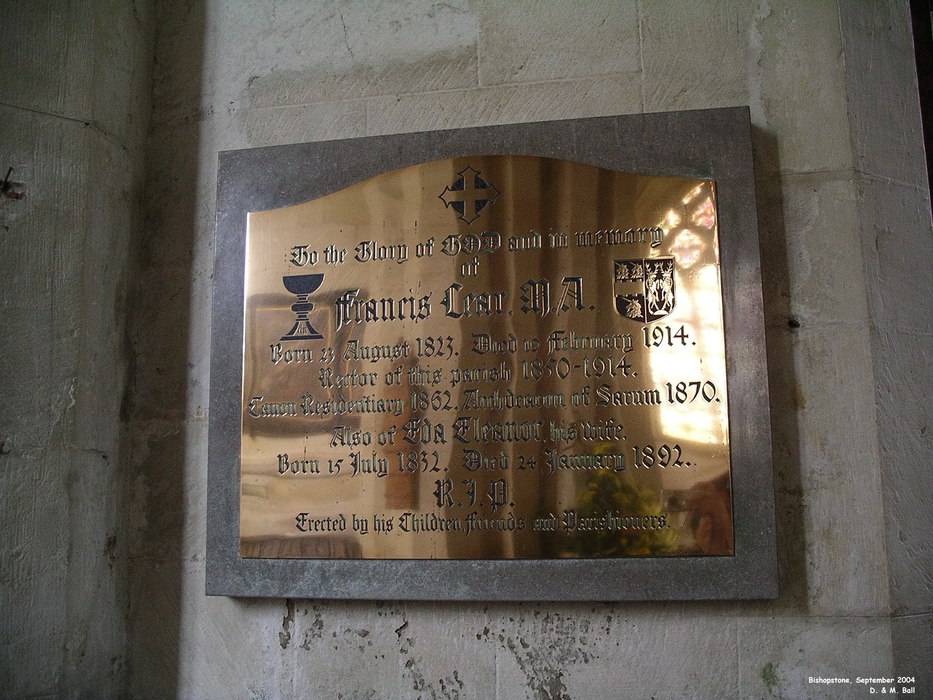 To the Glory of GOD and in memory
of
Francis Lear, M.A.
Born 23 August 1823. Died 19 February 1914.
Rector of this parish 1850-1914.
Canon Residentiary 1862. Archdeacon of Sarum 1870.
Also of Eda Eleanor, his wife.
Born 15 July 1832. Died 24 January 1892.
R.I.P.
Erected by his Children, friends and Parishioners.
Bishopstone, September 2004
D. & M. Ball